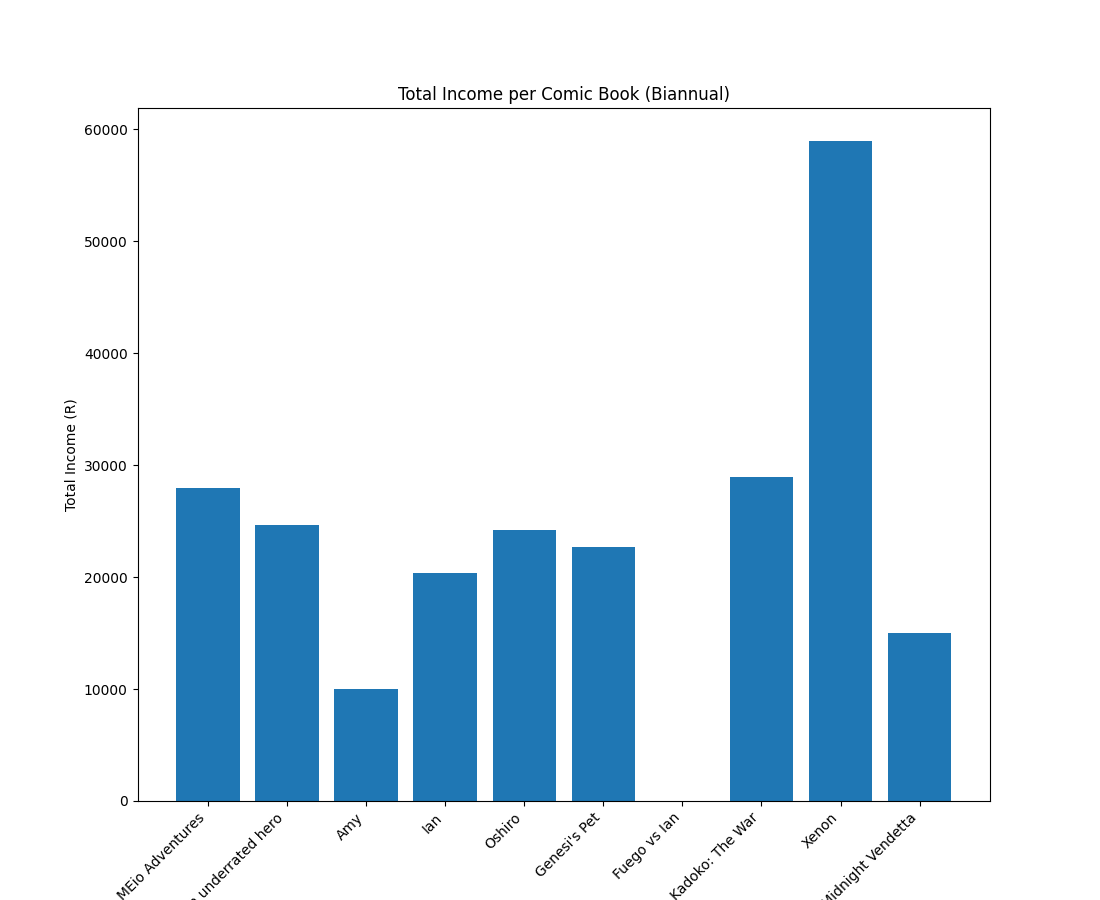 Total Income per Comic Book (Biannual)
Total Income (R)
60000
50000
40000
30000
20000
10000
0
MEio Adventures
underrated hero
Amy
Ian
Oshiro
Genesi's Pet
Fuego vs Ian
Kadoko: The War
Xenon
Midnight Vendetta